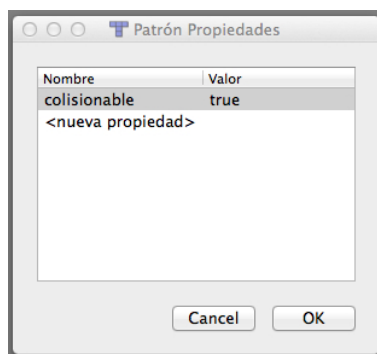 Patrón Propiedades
Nombre Valor
colisionable true
<nueva propiedad>
Cancel OK